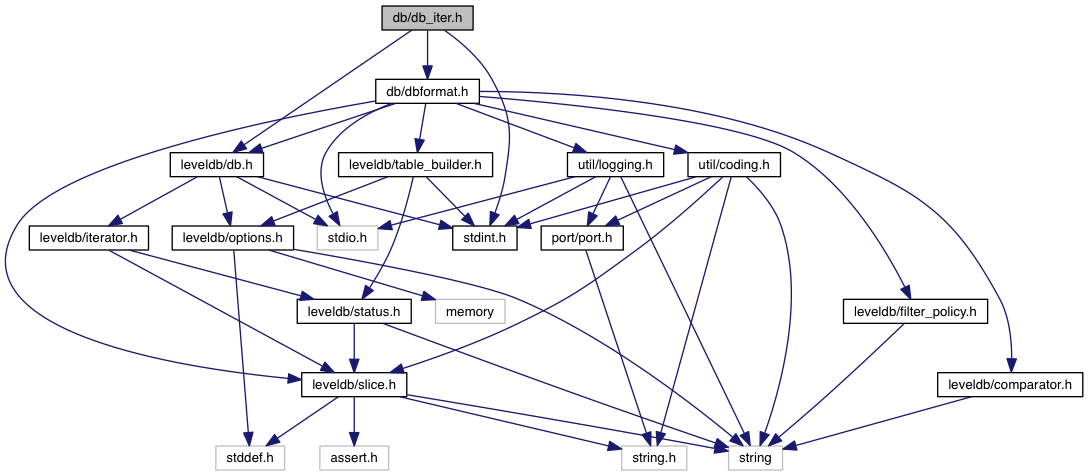 db/db_iter.h
db/dbformat.h
leveldb/db.h
leveldb/table_builder.h
util/logging.h
util/coding.h
leveldb/iterator.h
leveldb/options.h
stdio.h
stdint.h
port/port.h
leveldb/status.h
memory
leveldb/filter_policy.h
leveldb/slice.h
leveldb/comparator.h
stddef.h
assert.h
string.h
string